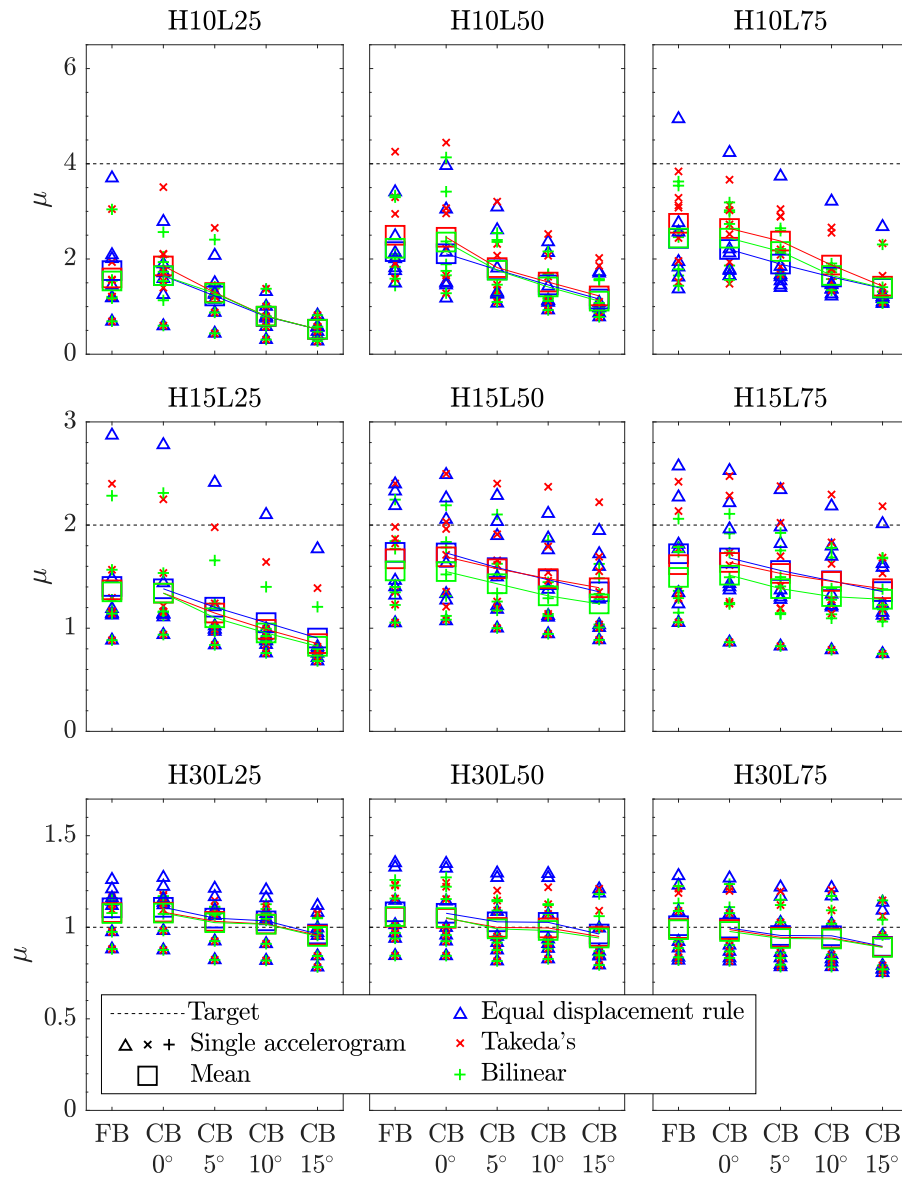 H10L25 H10L50 H10L75
6
4
2
0
μ
H15L25 H15L50 H15L75
3
2
1
0
μ
H30L25 H30L50 H30L75
1.5
1
0.5
0
μ
Target
Single accelerogram
Mean
Equal displacement rule
Takeda's
Bilinear
FB CB CB CB CB FB CB CB CB CB FB CB CB CB CB
0° 5° 10° 15° 0° 5° 10° 15° 0° 5° 10° 15°